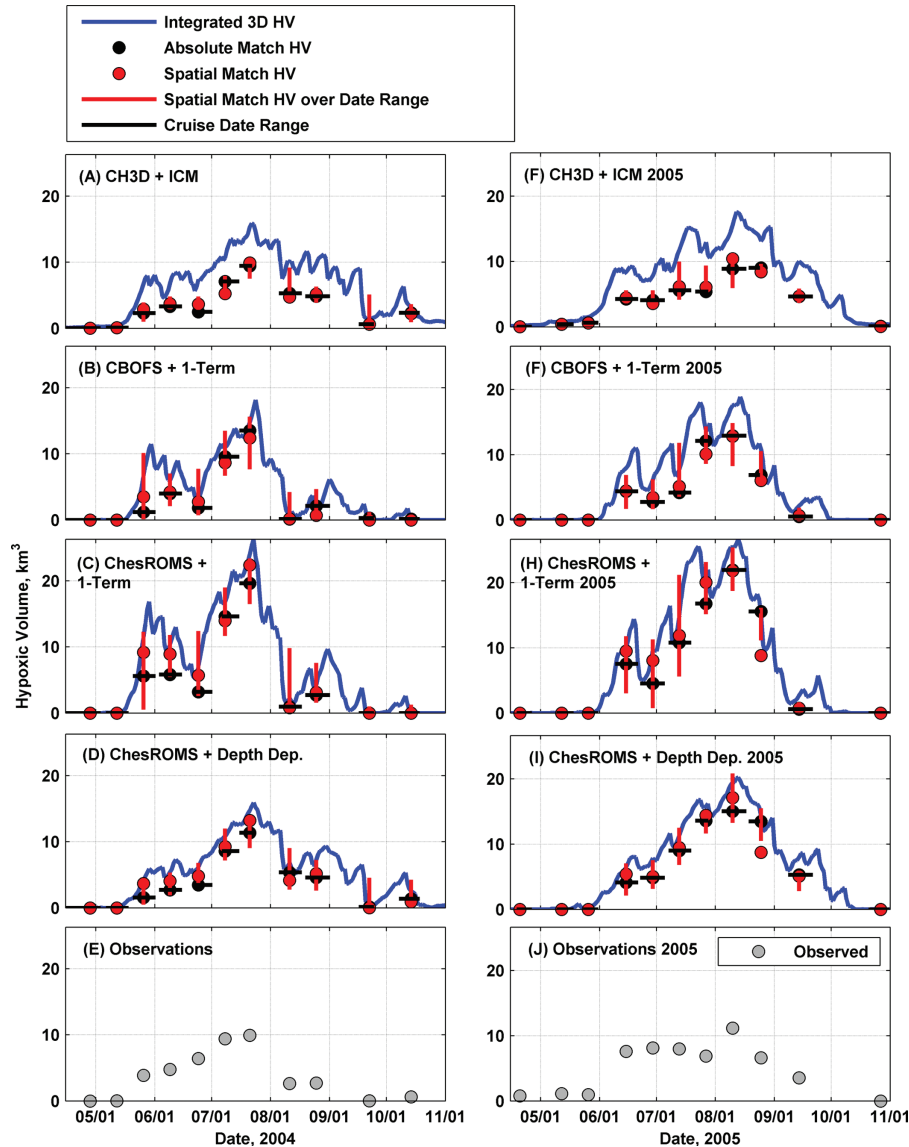 Integrated 3D HV
Absolute Match HV
Spatial Match HV
Spatial Match HV over Date Range
Cruise Date Range
Hypoxic Volume, km³
(A) CH3D + ICM
20
10
0
(B) CBOFS + 1-Term
20
10
0
(C) ChesROMS +
1-Term
20
10
0
(D) ChesROMS + Depth Dep.
20
10
0
(E) Observations
20
10
0
05/01 06/01 07/01 08/01 09/01 10/01 11/01
Date, 2004
(F) CH3D + ICM 2005
20
10
0
(F) CBOFS + 1-Term 2005
20
10
0
(H) ChesROMS +
1-Term 2005
20
10
0
(I) ChesROMS + Depth Dep. 2005
20
10
0
(J) Observations 2005
Observed
20
10
0
05/01 06/01 07/01 08/01 09/01 10/01 11/01
Date, 2005